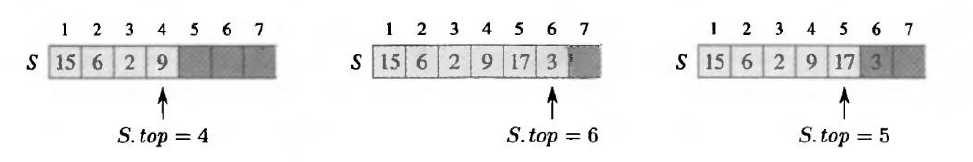 1 2 3 4 5 6 7
S 15 6 2 9
S.top = 4
1 2 3 4 5 6 7
S 15 6 2 9 17 3
S.top = 6
1 2 3 4 5 6 7
S 15 6 2 9 17 3
S.top = 5